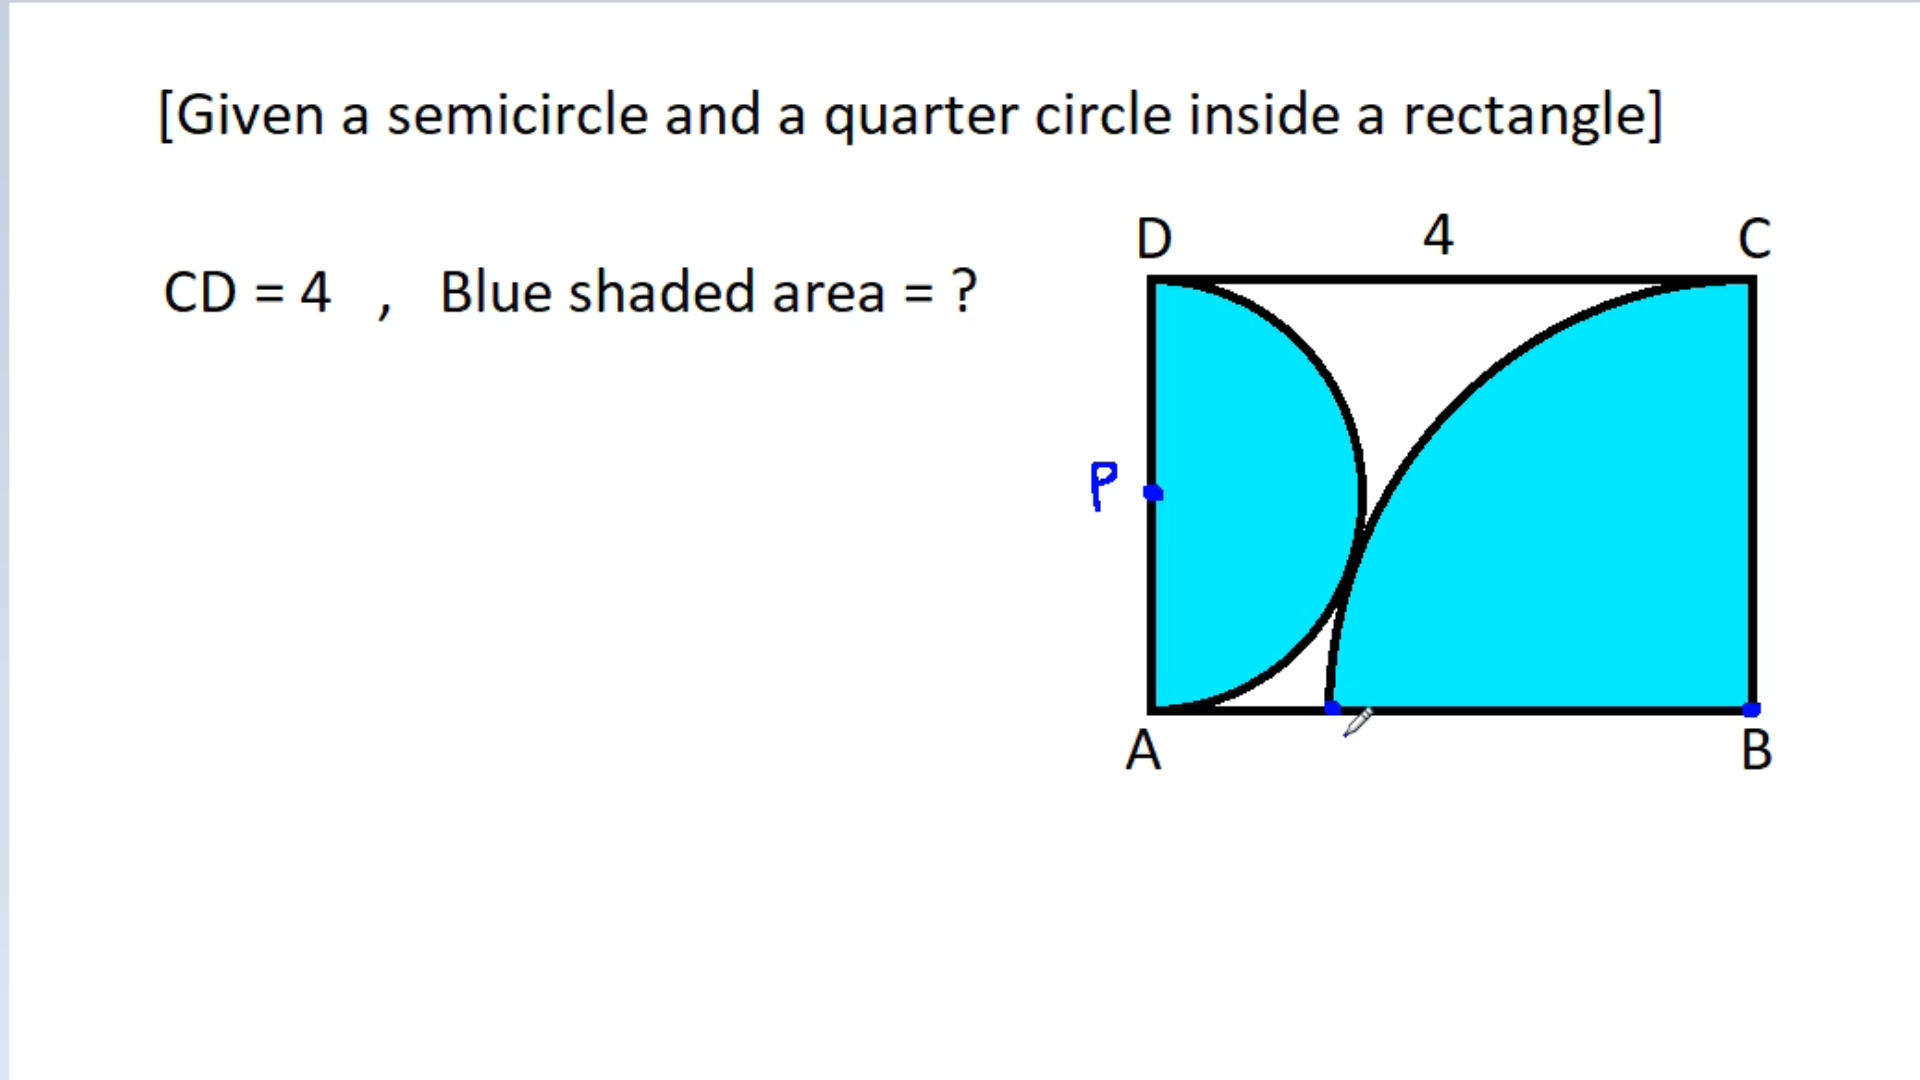 [Given a semicircle and a quarter circle inside a rectangle]
D 4 C
CD = 4 , Blue shaded area = ?
P
A B